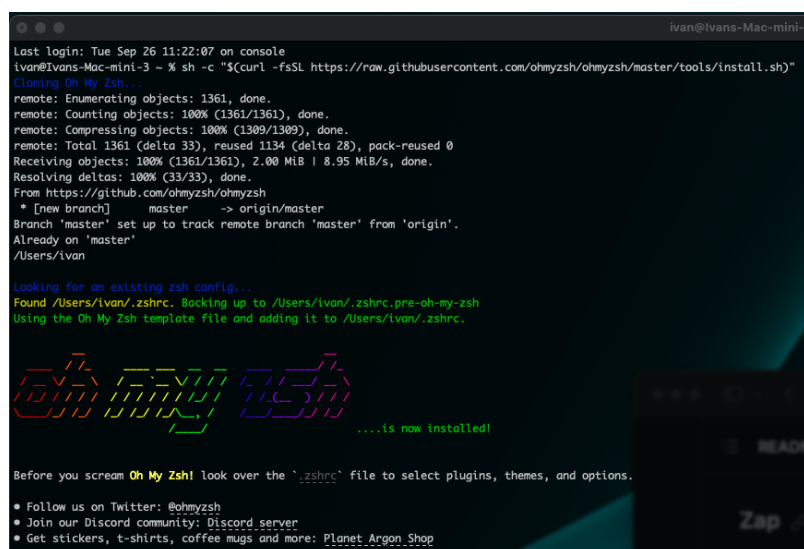 ivan@Ivans-Mac-mini-
Last login: Tue Sep 26 11:22:07 on console
ivan@Ivans-Mac-mini-3 ~ % sh -c "$(curl -fsSL https://raw.githubusercontent.com/ohmyzsh/ohmyzsh/master/tools/install.sh)"
Cloning Oh My Zsh...
remote: Enumerating objects: 1361, done.
remote: Counting objects: 100% (1361/1361), done.
remote: Compressing objects: 100% (1309/1309), done.
remote: Total 1361 (delta 33), reused 1134 (delta 28), pack-reused 0
Receiving objects: 100% (1361/1361), 2.00 MiB | 8.95 MiB/s, done.
Resolving deltas: 100% (33/33), done.
From https://github.com/ohmyzsh/ohmyzsh
 * [new branch]      master     -> origin/master
Branch 'master' set up to track remote branch 'master' from 'origin'.
Already on 'master'
/Users/ivan
Looking for an existing zsh config...
Found /Users/ivan/.zshrc. Backing up to /Users/ivan/.zshrc.pre-oh-my-zsh
Using the Oh My Zsh template file and adding it to /Users/ivan/.zshrc.
oh my zsh
....is now installed!
Before you scream Oh My Zsh! look over the `.zshrc` file to select plugins, themes, and options.
• Follow us on Twitter: @ohmyzsh
• Join our Discord community: Discord server
• Get stickers, t-shirts, coffee mugs and more: Planet Argon Shop
README
Zap